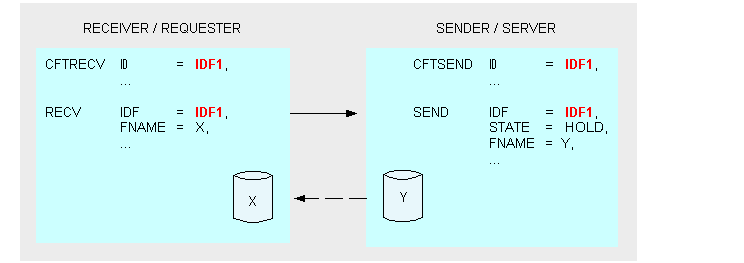 RECEIVER / REQUESTER
CFTRECV ID = IDF1,
...
RECV IDF = IDF1,
FNAME = X,
...
X
SENDER / SERVER
CFTSEND ID = IDF1,
...
SEND IDF = IDF1,
STATE = HOLD,
FNAME = Y,
...
Y